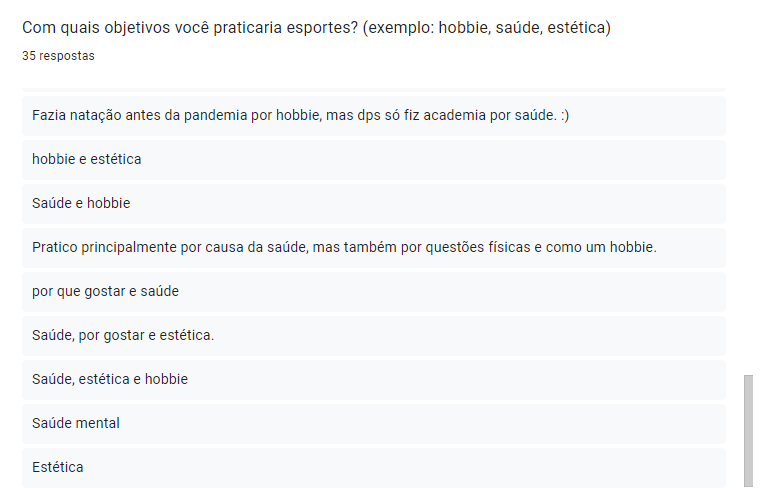 Com quais objetivos você praticaria esportes? (exemplo: hobbie, saúde, estética)
35 respostas
Fazia natação antes da pandemia por hobbie, mas dps só fiz academia por saúde. :)
hobbie e estética
Saúde e hobbie
Pratico principalmente por causa da saúde, mas também por questões físicas e como um hobbie.
por que gostar e saúde
Saúde, por gostar e estética.
Saúde, estética e hobbie
Saúde mental
Estética